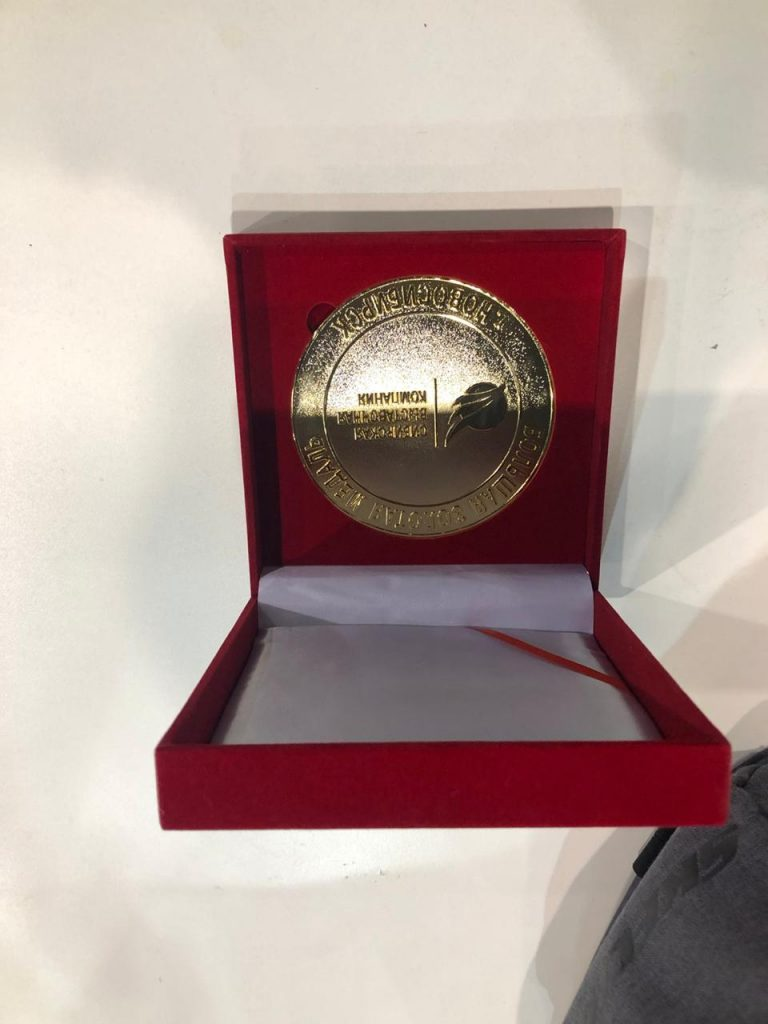 БОЛЬШАЯ ЗОЛОТАЯ МЕДАЛЬ
СИБИРСКАЯ
ВЫСТАВОЧНАЯ
КОМПАНИЯ
г. НОВОСИБИРСК